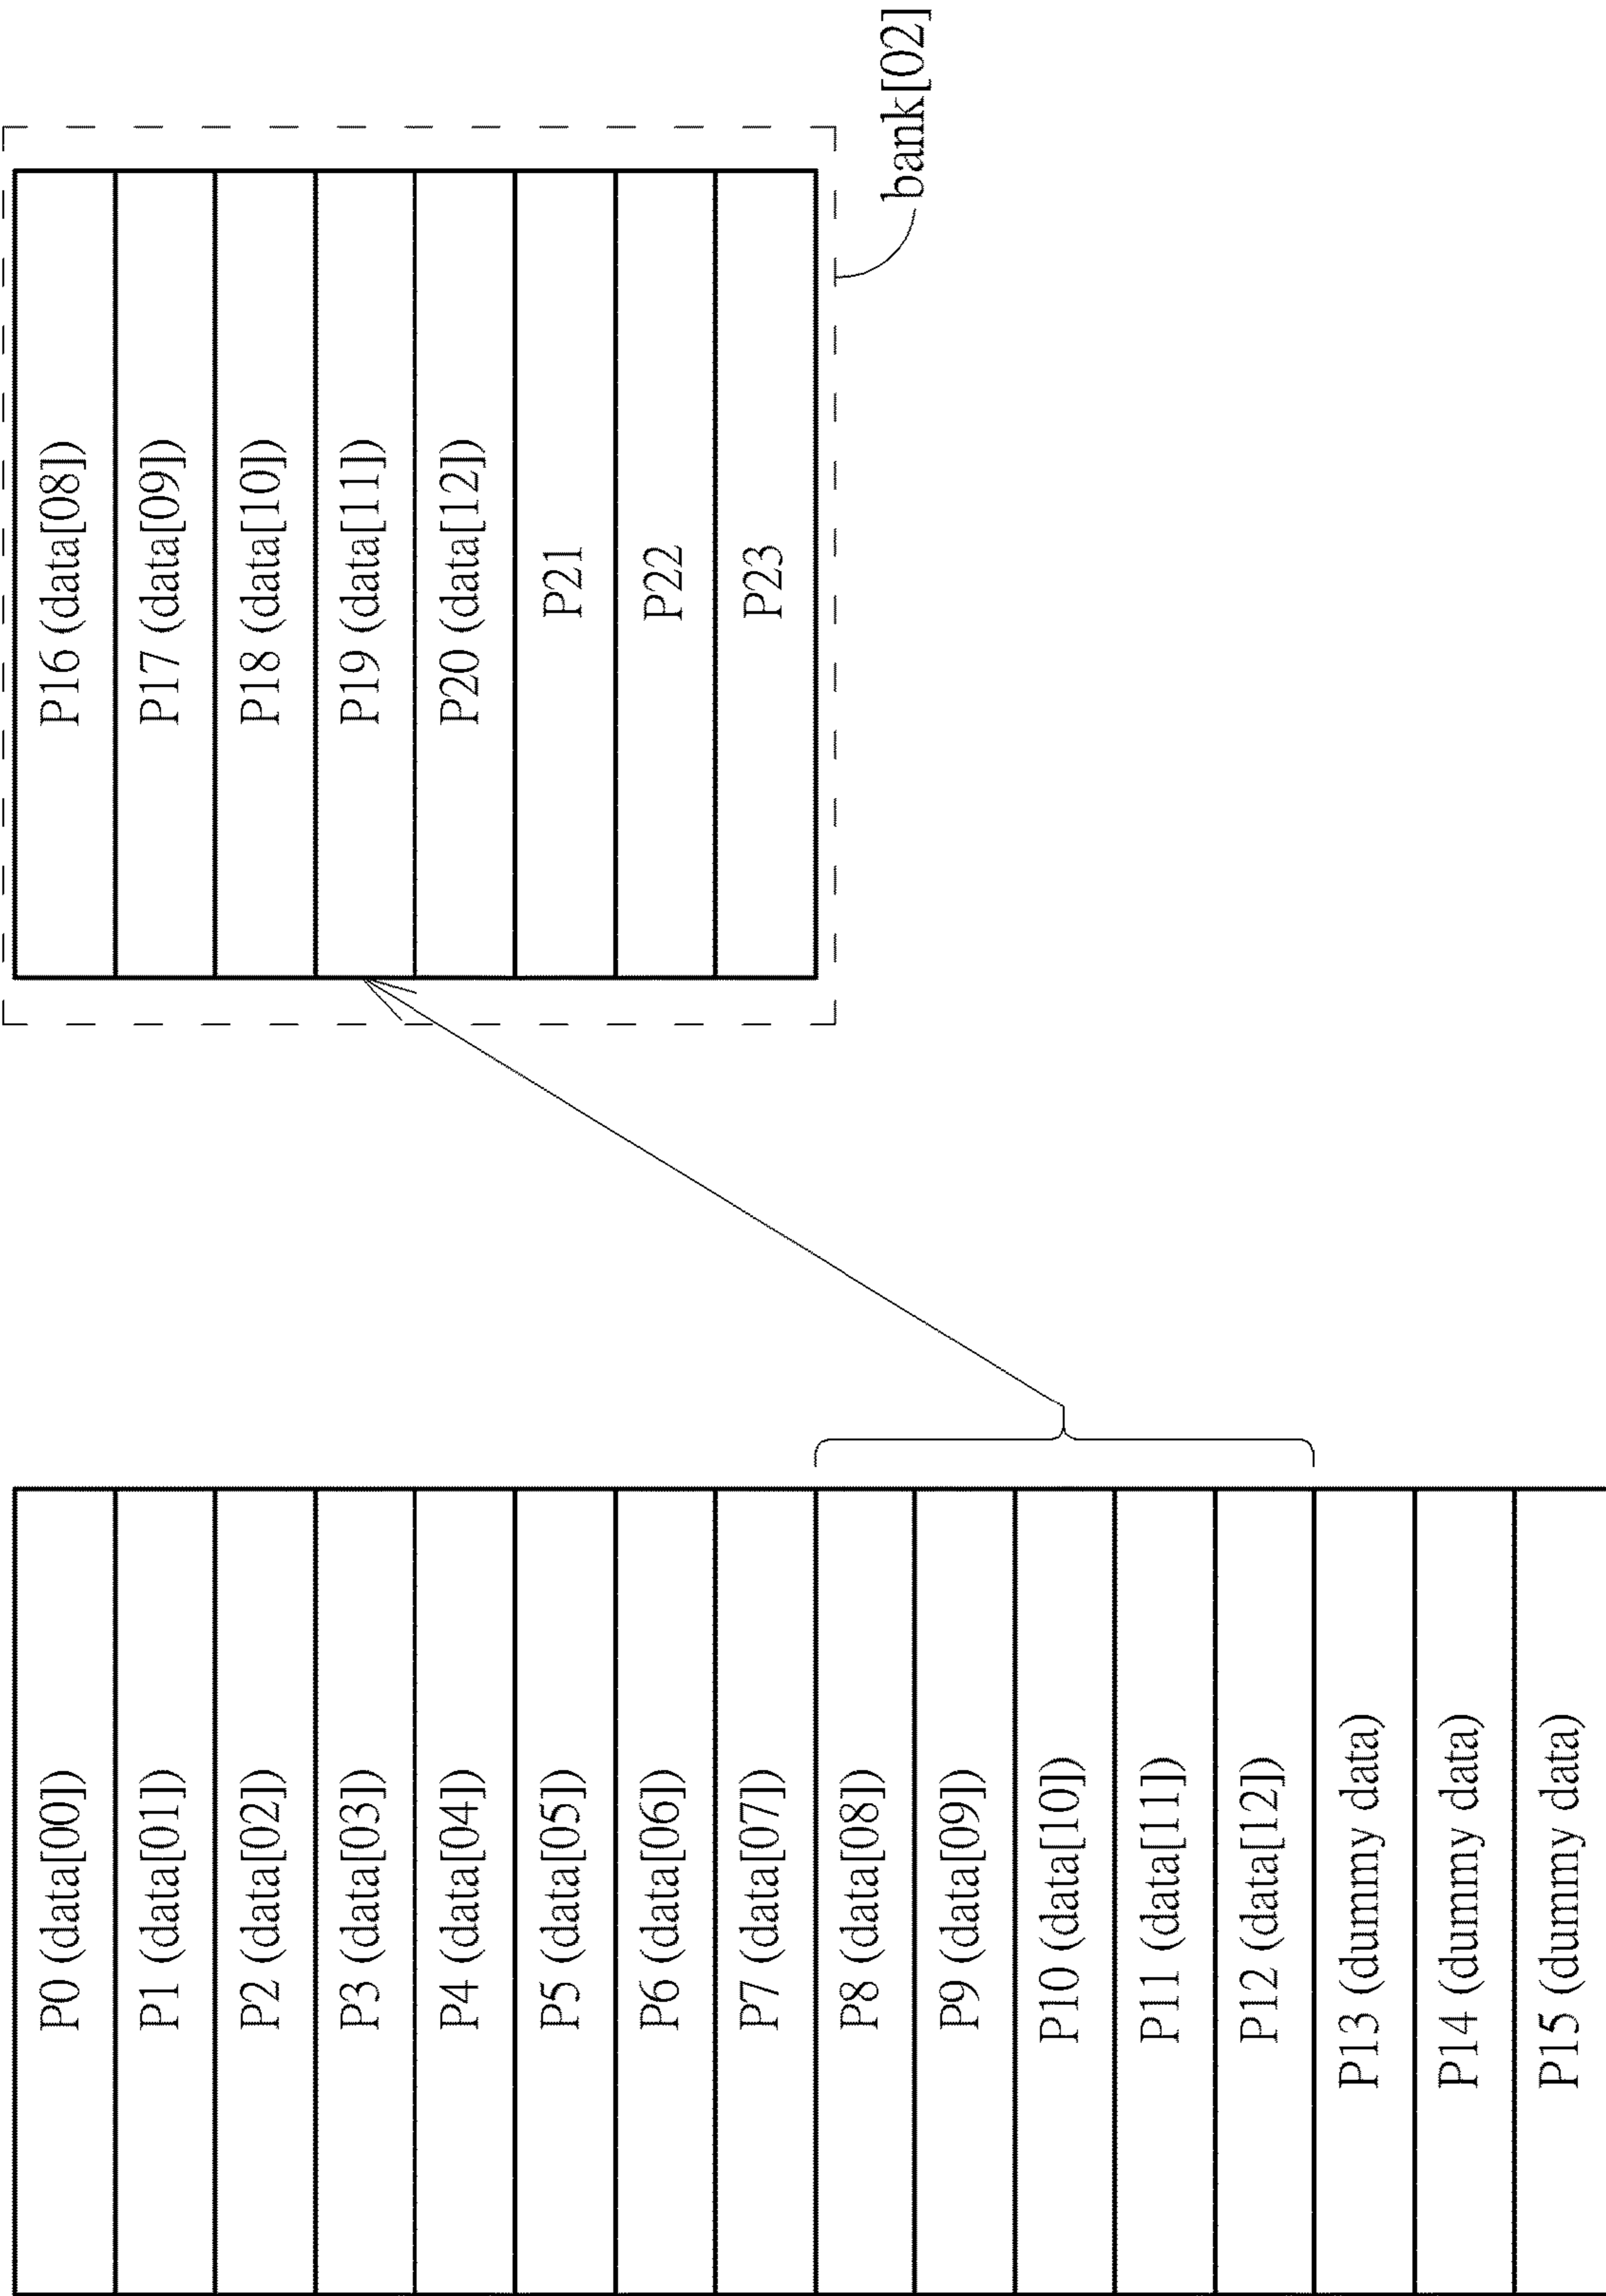 P0 (data[00])
P1 (data[01])
P2 (data[02])
P3 (data[03])
P4 (data[04])
P5 (data[05])
P6 (data[06])
P7 (data[07])
P8 (data[08])
P9 (data[09])
P10 (data[10])
P11 (data[11])
P12 (data[12])
P13 (dummy data)
P14 (dummy data)
P15 (dummy data)
P16 (data[08])
P17 (data[09])
P18 (data[10])
P19 (data[11])
P20 (data[12])
P21
P22
P23
bank[02]